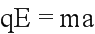 qE = ma